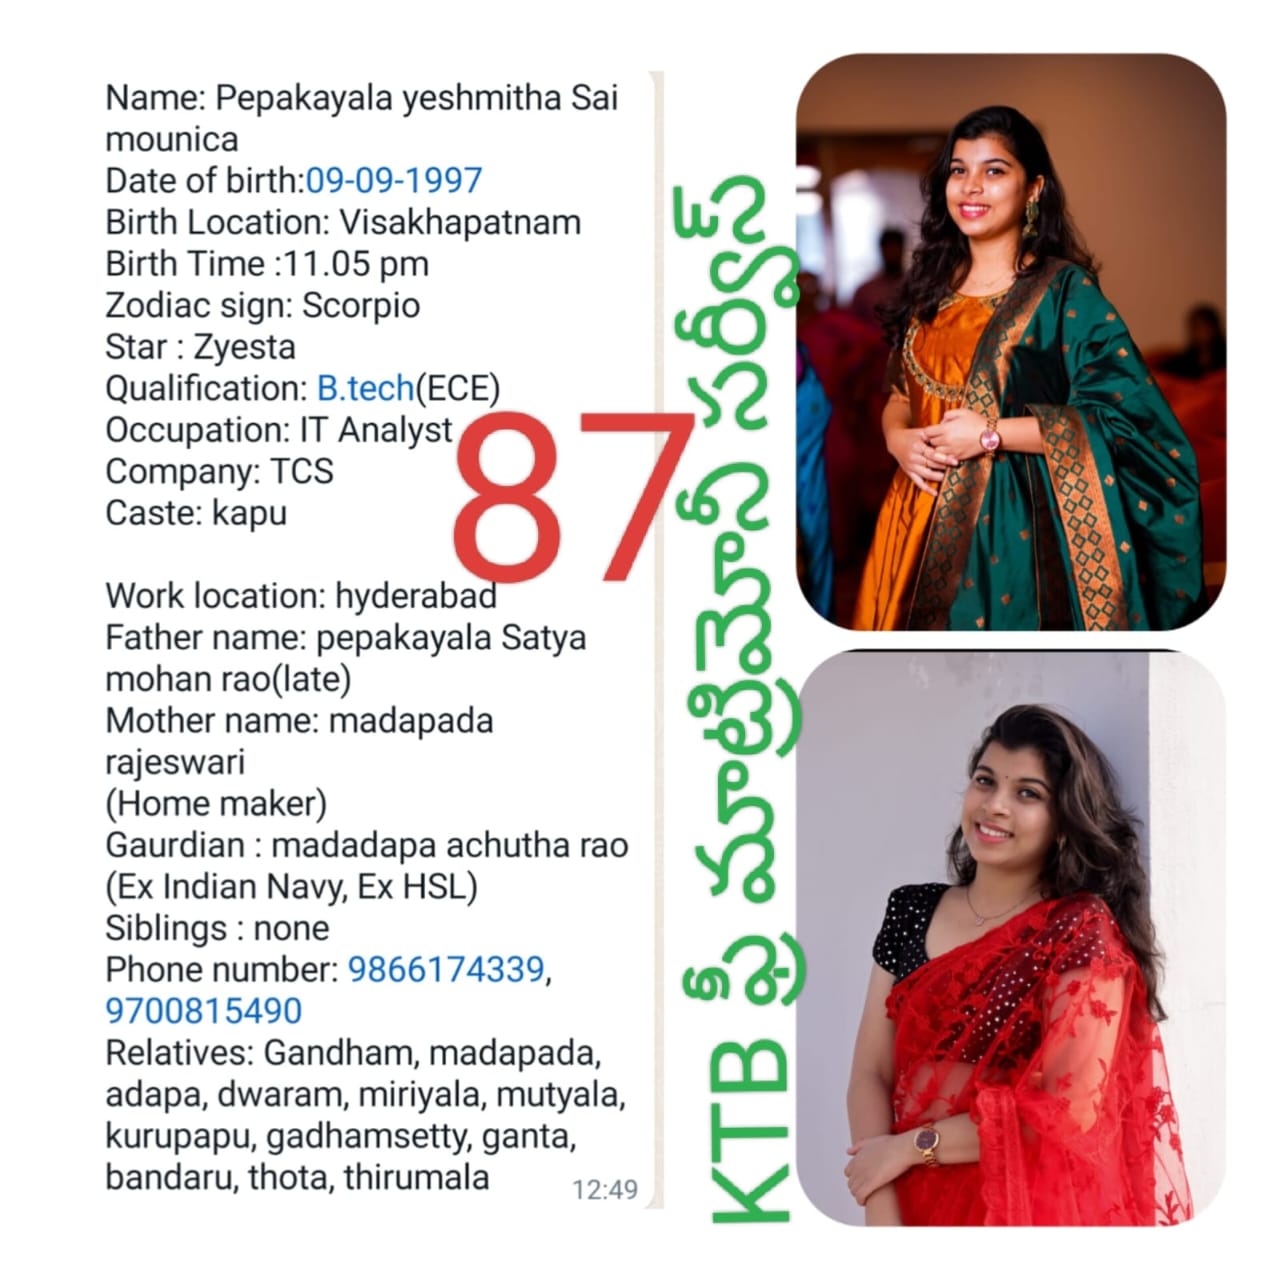 Name: Pepakayala yeshmitha Sai
mounica
Date of birth:09-09-1997
Birth Location: Visakhapatnam
Birth Time :11.05 pm
Zodiac sign: Scorpio
Star : Zyesta
Qualification: B.tech(ECE)
Occupation: IT Analyst
Company: TCS
Caste: kapu
87
Work location: hyderabad
Father name: pepakayala Satya
mohan rao(late)
Mother name: madapada
rajeswari
(Home maker)
Gaurdian : madadapa achutha rao
(Ex Indian Navy, Ex HSL)
Siblings : none
Phone number: 9866174339,
9700815490
Relatives: Gandham, madapada,
adapa, dwaram, miriyala, mutyala,
kurupapu, gadhamsetty, ganta,
bandaru, thota, thirumala
12:49
KTB ఫ్రీ మాట్రిమోనీ సర్వీస్